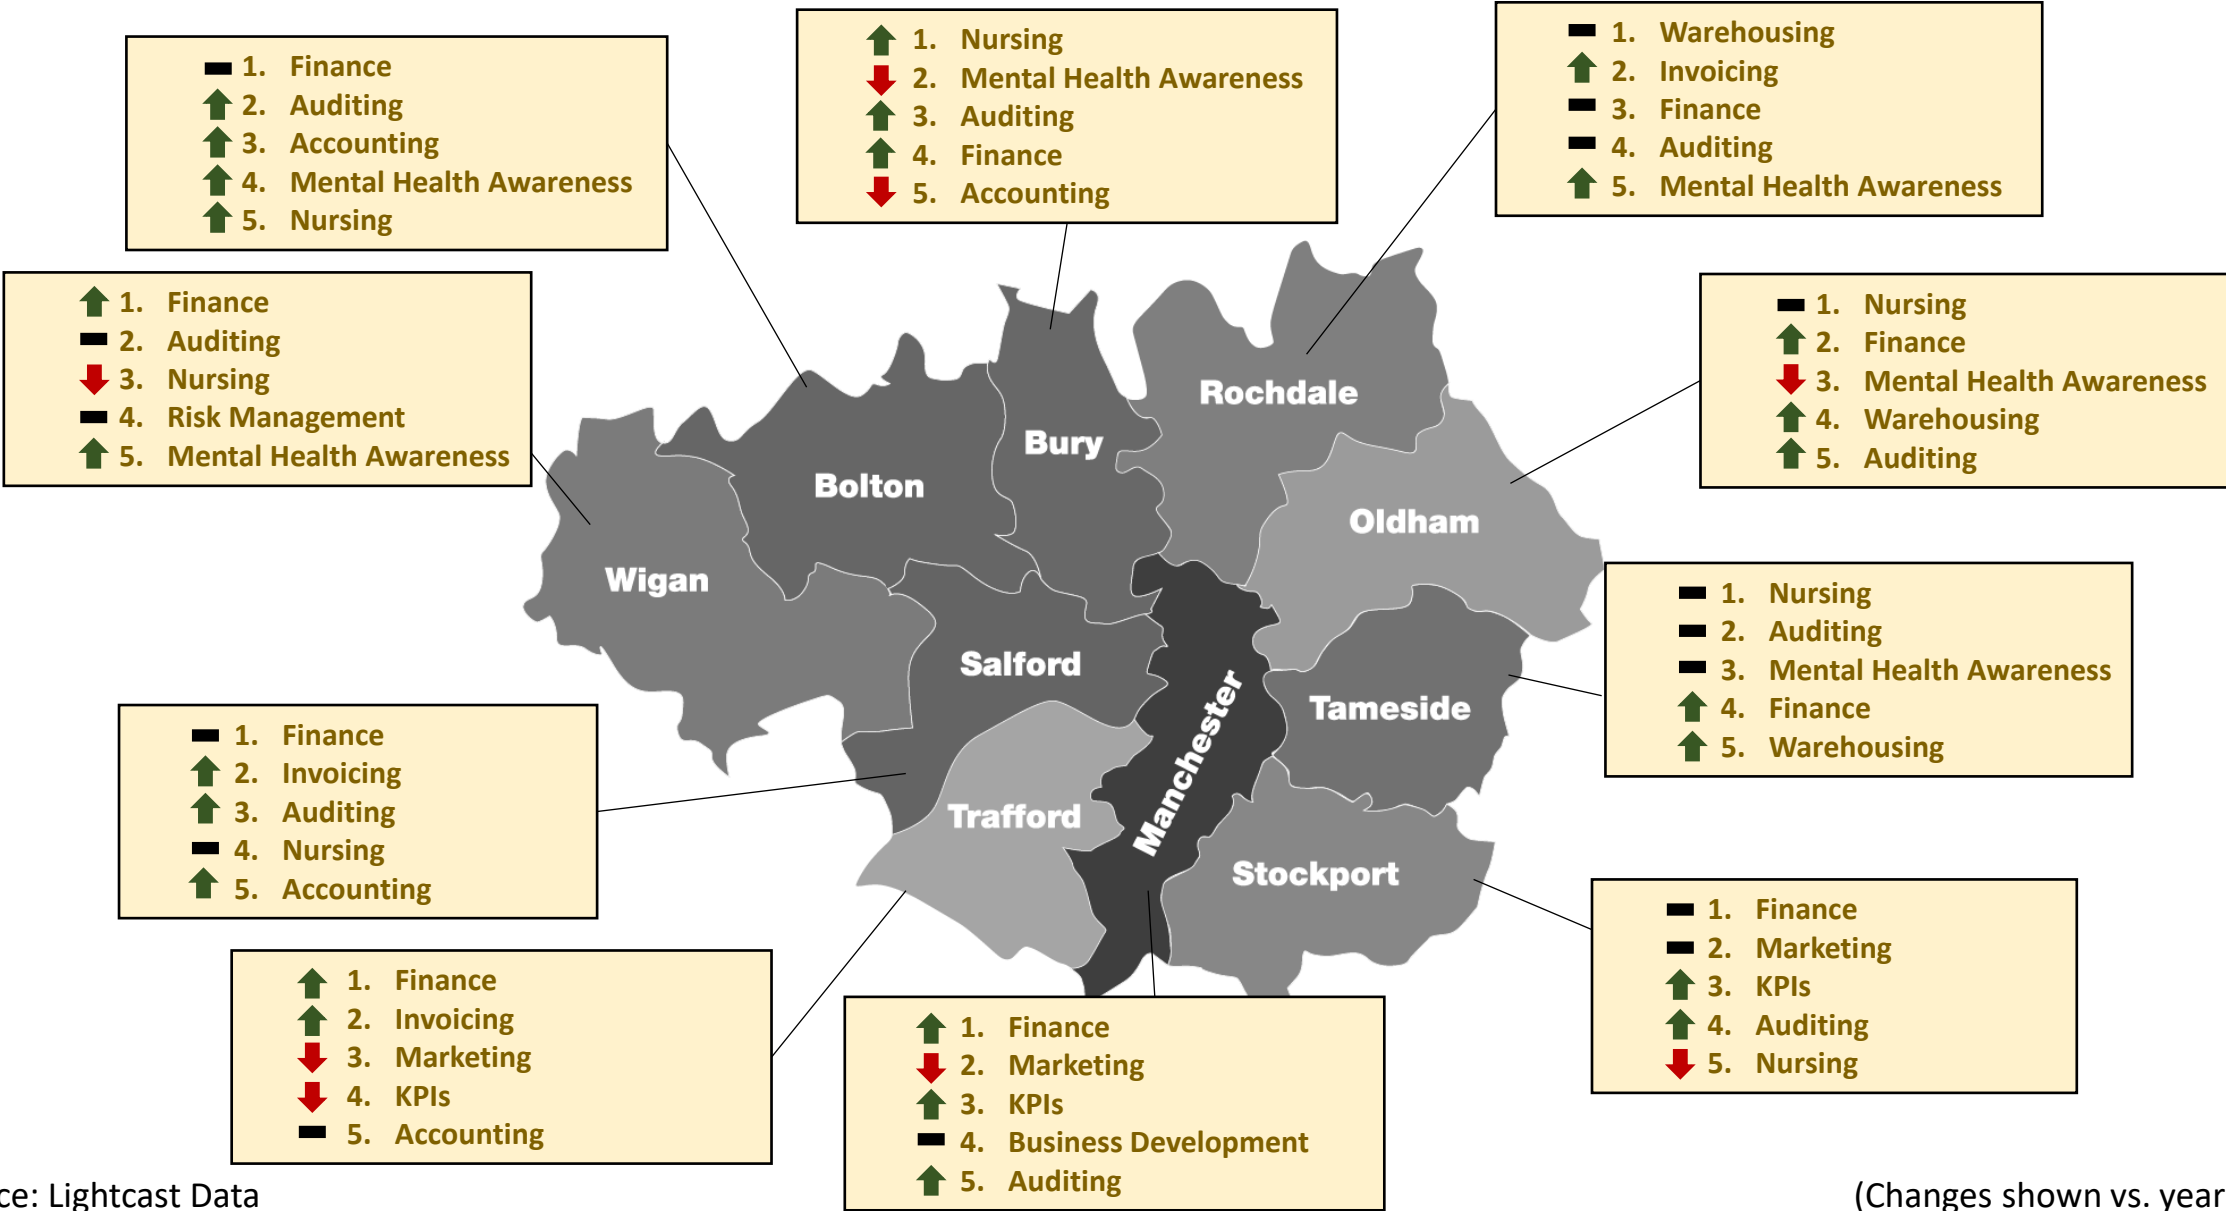 1. Finance
2. Auditing
3. Accounting
4. Mental Health Awareness
5. Nursing
1. Nursing
2. Mental Health Awareness
3. Auditing
4. Finance
5. Accounting
1. Warehousing
2. Invoicing
3. Finance
4. Auditing
5. Mental Health Awareness
1. Finance
2. Auditing
3. Nursing
4. Risk Management
5. Mental Health Awareness
1. Nursing
2. Finance
3. Mental Health Awareness
4. Warehousing
5. Auditing
Rochdale
Bury
Bolton
Oldham
Wigan
Salford
Tameside
Manchester
Trafford
Stockport
1. Nursing
2. Auditing
3. Mental Health Awareness
4. Finance
5. Warehousing
1. Finance
2. Invoicing
3. Auditing
4. Nursing
5. Accounting
1. Finance
2. Marketing
3. KPIs
4. Auditing
5. Nursing
1. Finance
2. Invoicing
3. Marketing
4. KPIs
5. Accounting
1. Finance
2. Marketing
3. KPIs
4. Business Development
5. Auditing
ce: Lightcast Data
(Changes shown vs. year